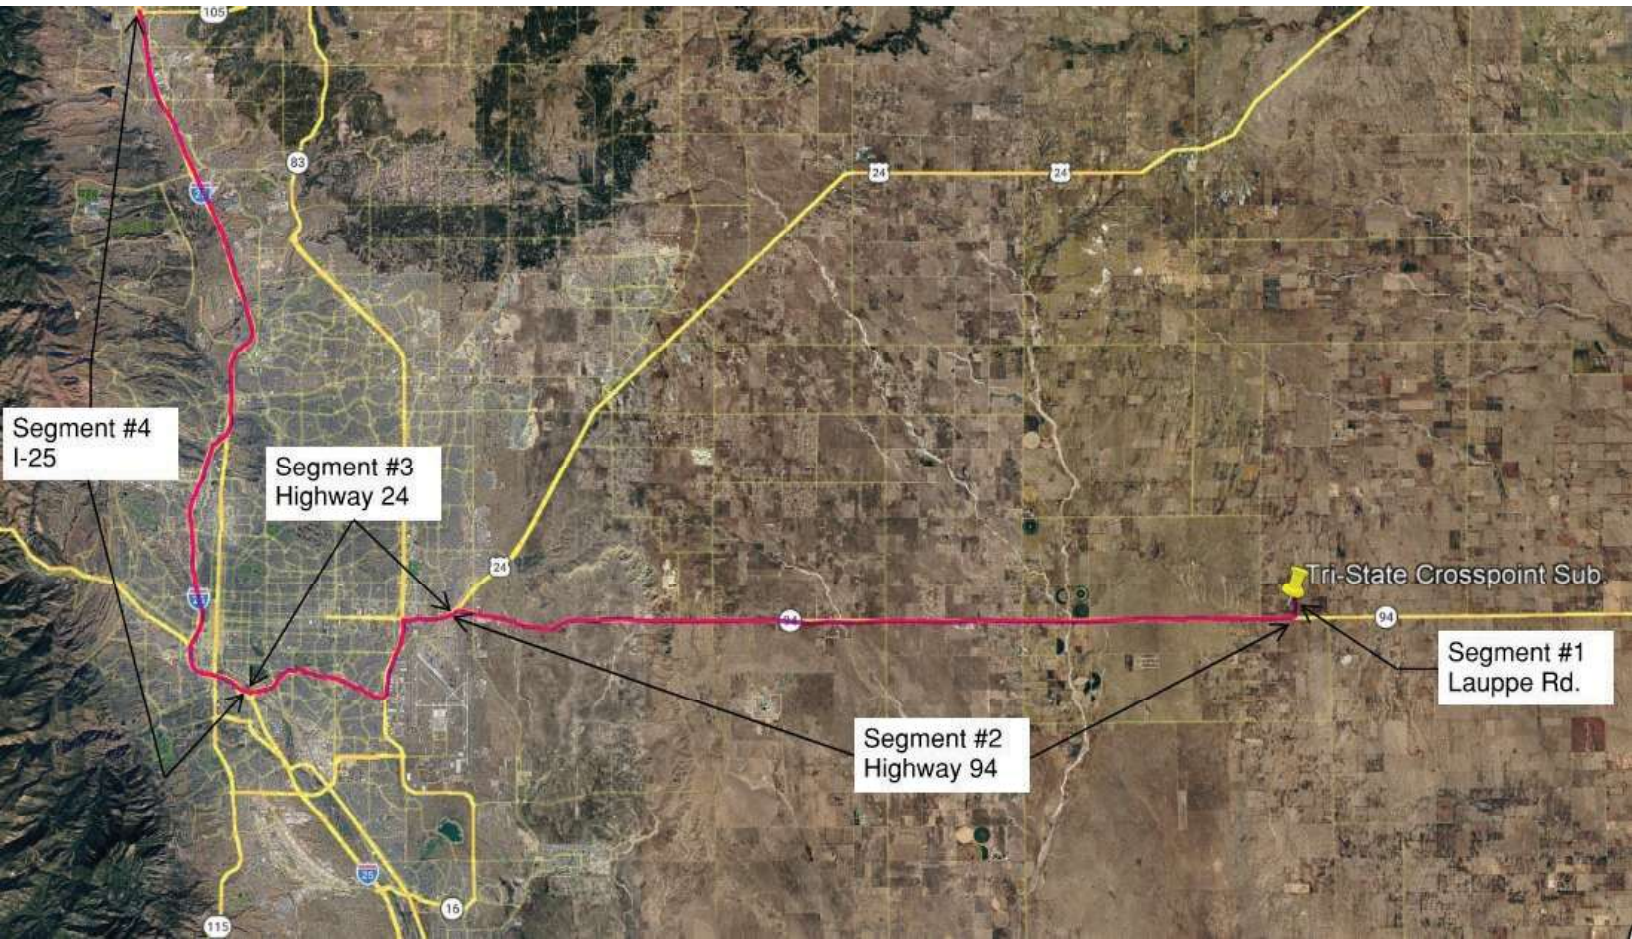 105
83
24
24
Segment #4
I-25
Segment #3
Highway 24
24
Tri-State Crosspoint Sub.
94
94
Segment #1
Lauppe Rd.
Segment #2
Highway 94
25
16
115